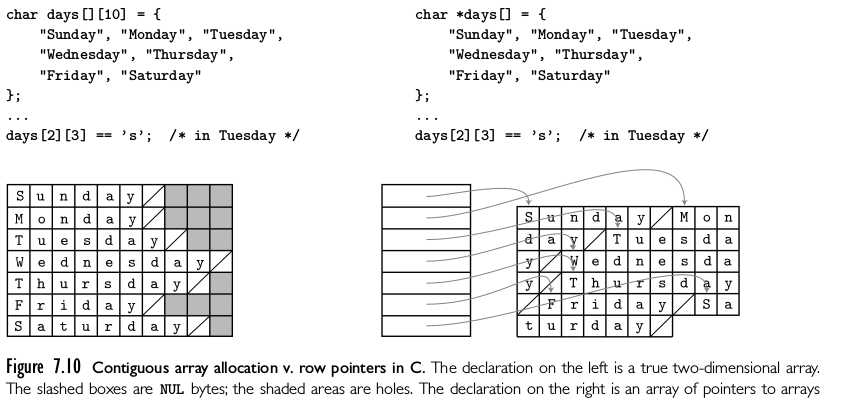 char days[][10] = {
    "Sunday", "Monday", "Tuesday",
    "Wednesday", "Thursday",
    "Friday", "Saturday"
};
...
days[2][3] == ’s’;  /* in Tuesday */
char *days[] = {
    "Sunday", "Monday", "Tuesday",
    "Wednesday", "Thursday",
    "Friday", "Saturday"
};
...
days[2][3] == ’s’;  /* in Tuesday */
S u n d a y
M o n d a y
T u e s d a y
W e d n e s d a y
T h u r s d a y
F r i d a y
S a t u r d a y
S u n d a y M o n
d a y T u e s d a
y W e d n e s d a
y T h u r s d a y
F r i d a y S a
t u r d a y
Figure 7.10 Contiguous array allocation v. row pointers in C. The declaration on the left is a true two-dimensional array.
The slashed boxes are NUL bytes; the shaded areas are holes. The declaration on the right is an array of pointers to arrays